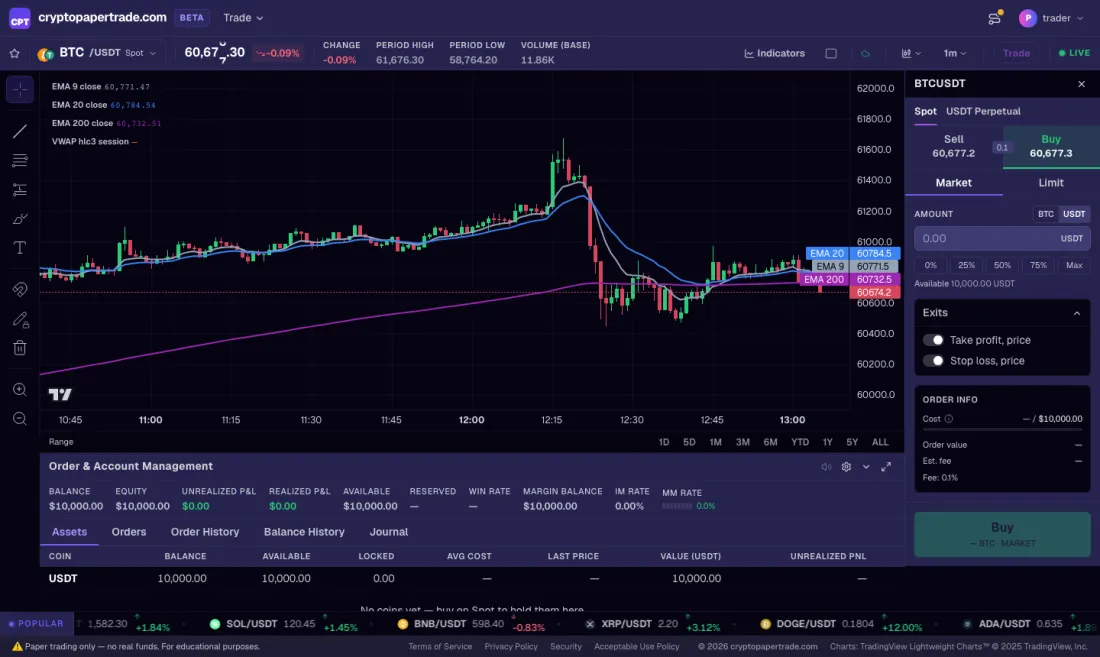 CPT cryptopapertrade.com BETA Trade
P trader
BTC /USDT Spot
-0.09%
CHANGE PERIOD HIGH PERIOD LOW VOLUME (BASE)
-0.09% 61,676.30 58,764.20 11.86K
Indicators 1m Trade LIVE
EMA 9 close 60,771.47
EMA 20 close 60,784.54
EMA 200 close 60,732.51
VWAP hlc3 session –
62000.0
61800.0
61600.0
61400.0
61200.0
61000.0
EMA 20 60784.5
EMA 9 60771.5
EMA 200 60732.5
60674.2
60600.0
60400.0
60200.0
60000.0
10:45 11:00 11:15 11:30 11:45 12:00 12:15 12:30 12:45 13:00
Range 1D 5D 1M 3M 6M YTD 1Y 5Y ALL
BTCUSDT
Spot USDT Perpetual
Sell Buy
60,677.2 0.1 60,677.3
Market Limit
AMOUNT BTC USDT
0.00 USDT
0% 25% 50% 75% Max
Available 10,000.00 USDT
Exits
Take profit, price
Stop loss, price
ORDER INFO
Cost — / $10,000.00
Order value —
Est. fee —
Fee: 0.1%
Buy
— BTC · MARKET
Order & Account Management
BALANCE EQUITY UNREALIZED P&L REALIZED P&L AVAILABLE RESERVED WIN RATE MARGIN BALANCE IM RATE MM RATE
$10,000.00 $10,000.00 $0.00 $0.00 $10,000.00 — — $10,000.00 0.00% 0.0%
Assets Orders Order History Balance History Journal
COIN BALANCE AVAILABLE LOCKED AVG COST LAST PRICE VALUE (USDT) UNREALIZED PNL
USDT 10,000.00 10,000.00 0.00 — — 10,000.00 —
No coins yet — buy on Spot to hold them here
POPULAR T 1,582.30 +1.84% SOL/USDT 120.45 +1.45% BNB/USDT 598.40 -0.83% XRP/USDT 2.20 +3.12% DOGE/USDT 0.1804 +12.00% ADA/USDT 0.635 +1.89
Paper trading only — no real funds. For educational purposes. Terms of Service Privacy Policy Security Acceptable Use Policy © 2026 cryptopapertrade.com Charts: TradingView Lightweight Charts™ © 2025 TradingView, Inc.